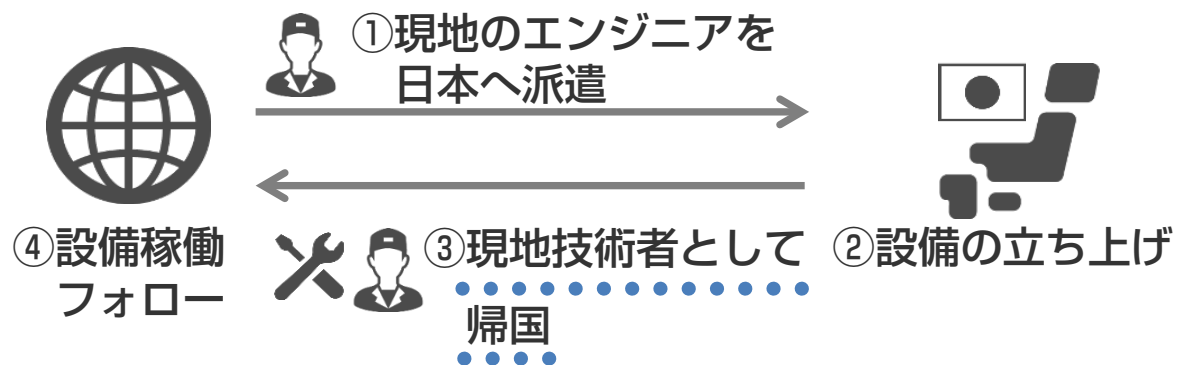 ①現地のエンジニアを
日本へ派遣
②設備の立ち上げ
③現地技術者として
帰国
④設備稼働
フォロー